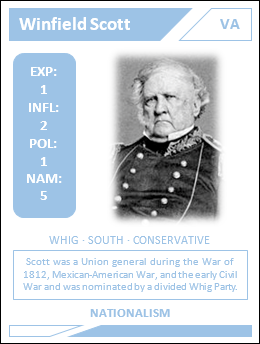 Winfield Scott
VA
EXP:
1
INFL:
2
POL:
1
NAM:
5
WHIG · SOUTH · CONSERVATIVE
Scott was a Union general during the War of
1812, Mexican-American War, and the early Civil
War and was nominated by a divided Whig Party.
NATIONALISM